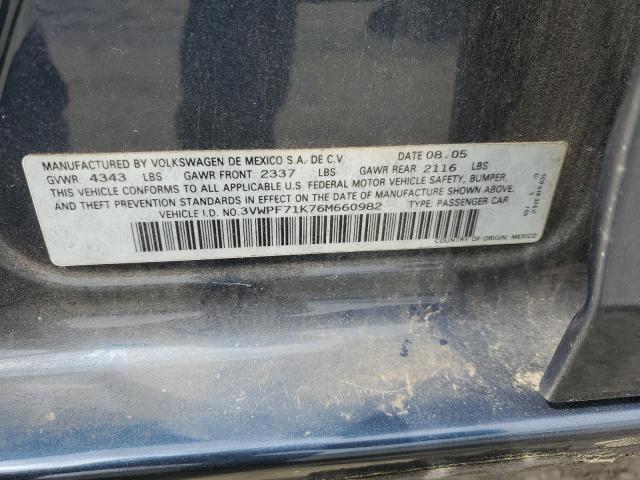 MANUFACTURED BY VOLKSWAGEN DE MEXICO S.A. DE C.V DATE 08.05
GVWR 4343 LBS GAWR FRONT 2337 LBS GAWR REAR 2116 LBS
THIS VEHICLE CONFORMS TO ALL APPLICABLE U.S. FEDERAL MOTOR VEHICLE SAFETY, BUMPER,
AND THEFT PREVENTION STANDARDS IN EFFECT ON THE DATE OF MANUFACTURE SHOWN ABOVE.
VEHICLE I.D. NO. 3VWPF71K76M660982 TYPE: PASSENGER CAR
COUNTRY OF ORIGIN: MEXICO